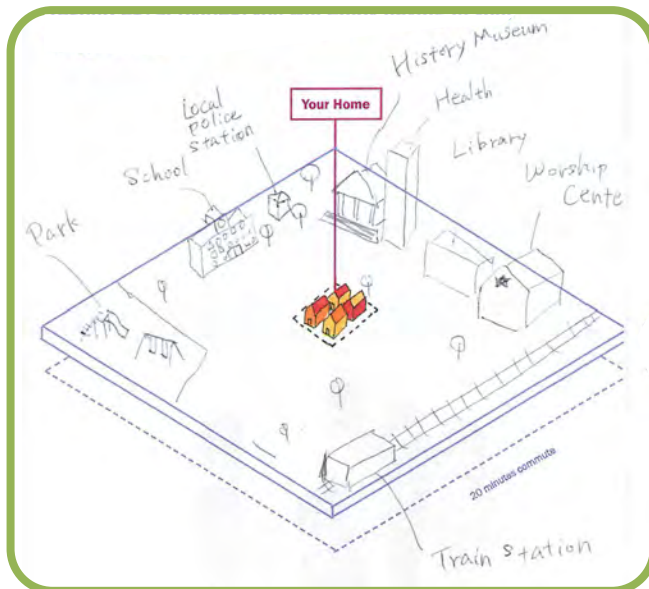 History Museum
Your Home
Health
Local
police
station
Library
School
Worship
Cente
Park
20 minutes commute
Train station